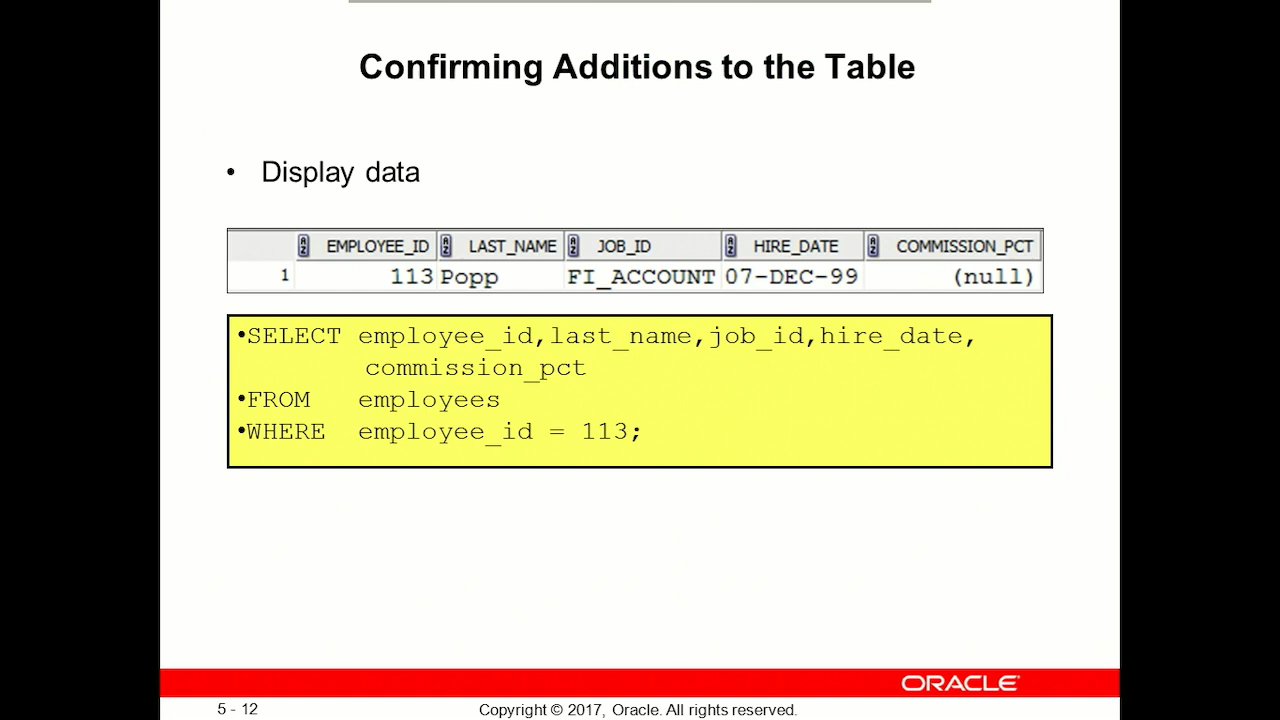 Confirming Additions to the Table
• Display data
EMPLOYEE_ID LAST_NAME JOB_ID HIRE_DATE COMMISSION_PCT
1 113 Popp FI_ACCOUNT 07-DEC-99 (null)
•SELECT employee_id,last_name,job_id,hire_date,
commission_pct
•FROM employees
•WHERE employee_id = 113;
ORACLE
5 - 12 Copyright © 2017, Oracle. All rights reserved.